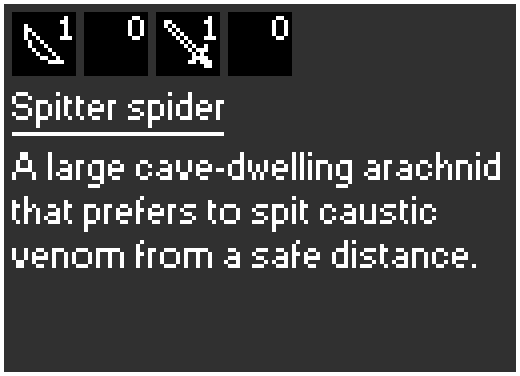 1 0 1 0
Spitter spider
A large cave-dwelling arachnid
that prefers to spit caustic
venom from a safe distance.